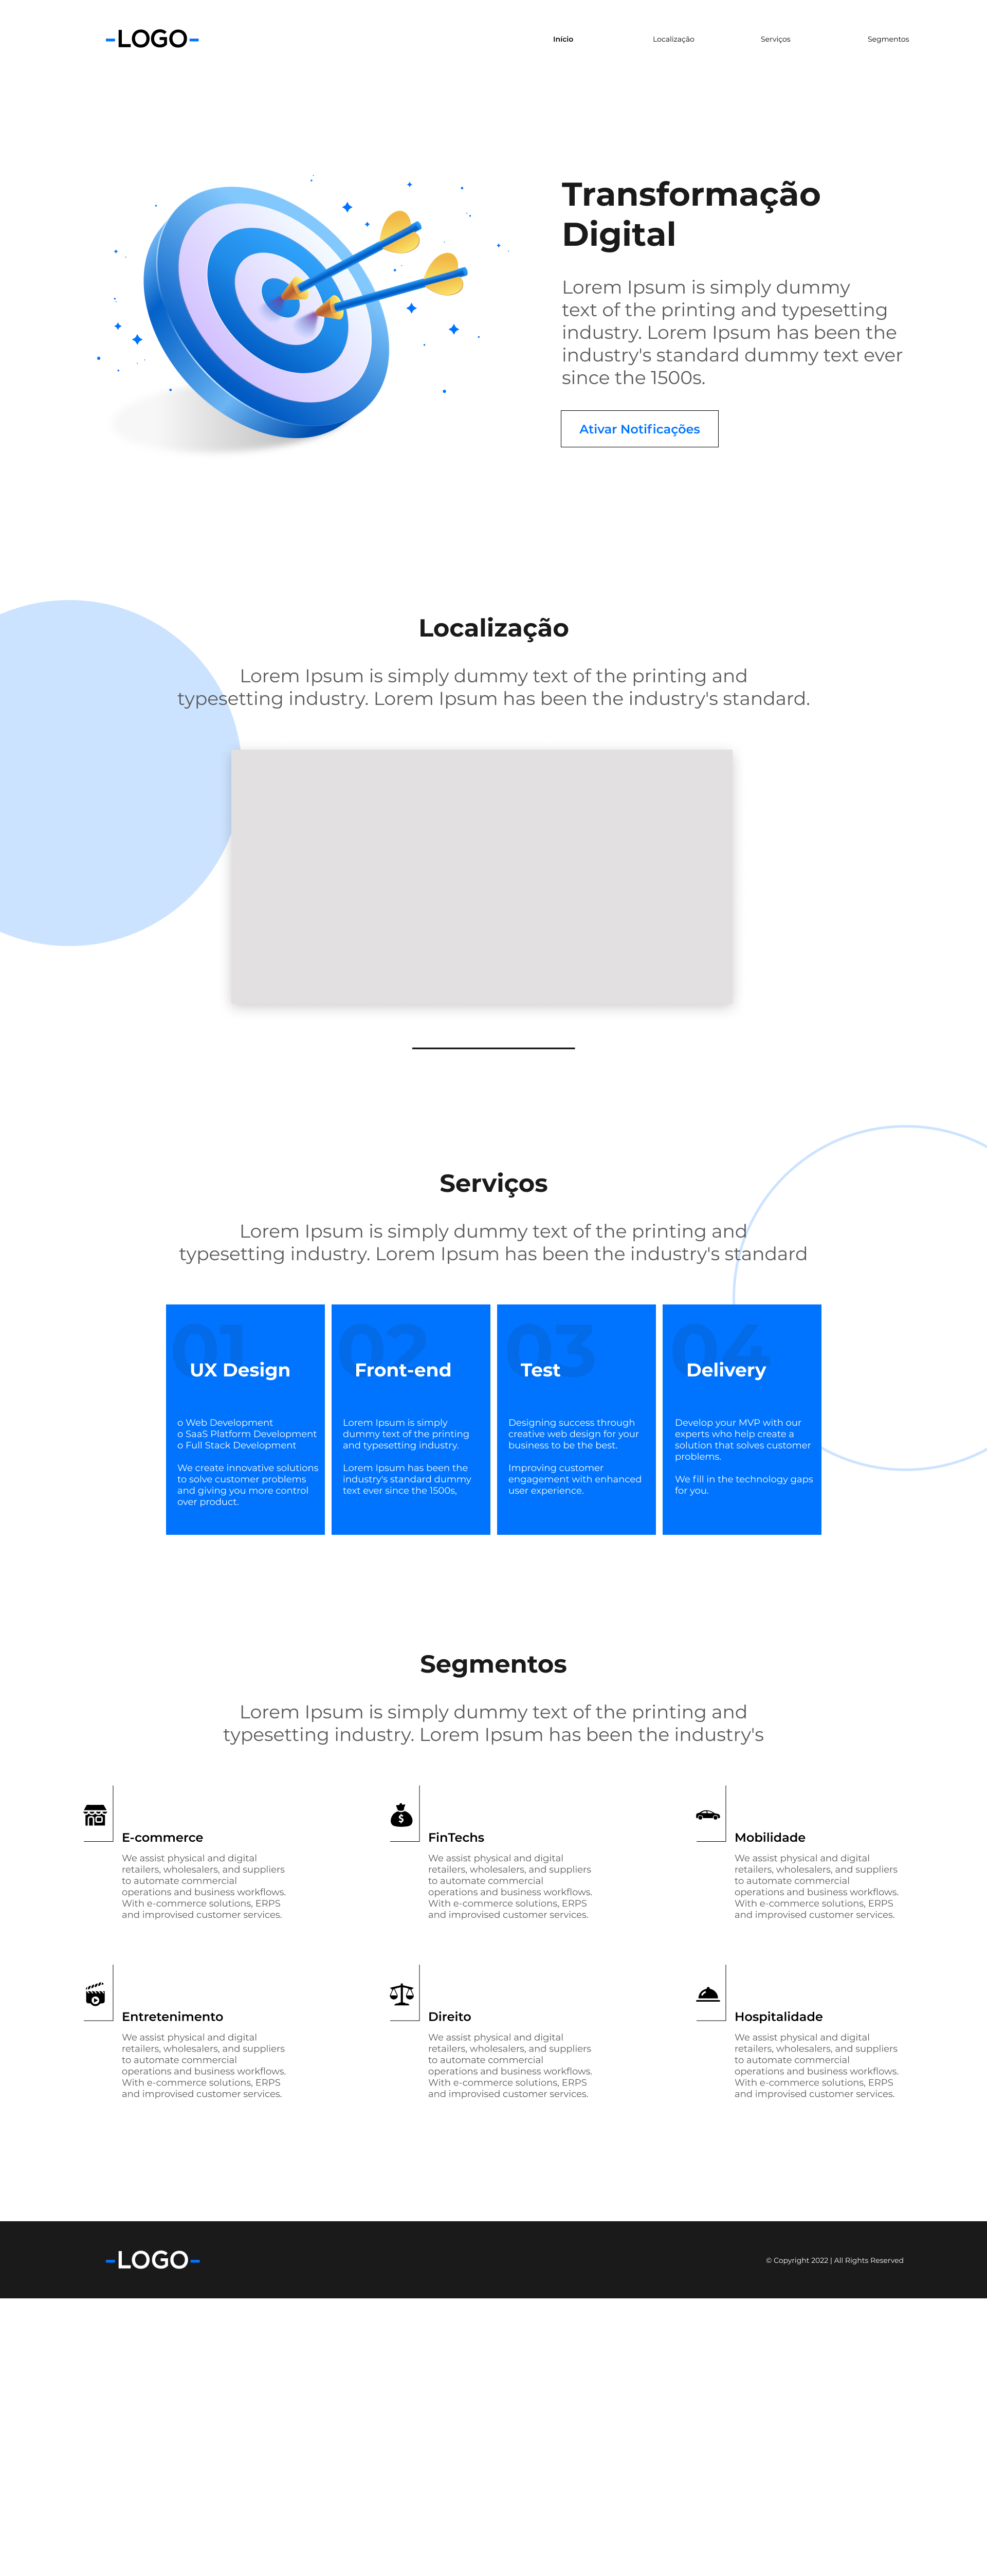 -LOGO-
Início
Localização
Serviços
Segmentos
Transformação
Digital
Lorem Ipsum is simply dummy
text of the printing and typesetting
industry. Lorem Ipsum has been the
industry's standard dummy text ever
since the 1500s.
Ativar Notificações
Localização
Lorem Ipsum is simply dummy text of the printing and
typesetting industry. Lorem Ipsum has been the industry's standard.
Serviços
Lorem Ipsum is simply dummy text of the printing and
typesetting industry. Lorem Ipsum has been the industry's standard
01
UX Design
o Web Development
o SaaS Platform Development
o Full Stack Development
We create innovative solutions
to solve customer problems
and giving you more control
over product.
02
Front-end
Lorem Ipsum is simply
dummy text of the printing
and typesetting industry.
Lorem Ipsum has been the
industry's standard dummy
text ever since the 1500s,
03
Test
Designing success through
creative web design for your
business to be the best.
Improving customer
engagement with enhanced
user experience.
04
Delivery
Develop your MVP with our
experts who help create a
solution that solves customer
problems.
We fill in the technology gaps
for you.
Segmentos
Lorem Ipsum is simply dummy text of the printing and
typesetting industry. Lorem Ipsum has been the industry's
E-commerce
We assist physical and digital
retailers, wholesalers, and suppliers
to automate commercial
operations and business workflows.
With e-commerce solutions, ERPS
and improvised customer services.
FinTechs
We assist physical and digital
retailers, wholesalers, and suppliers
to automate commercial
operations and business workflows.
With e-commerce solutions, ERPS
and improvised customer services.
Mobilidade
We assist physical and digital
retailers, wholesalers, and suppliers
to automate commercial
operations and business workflows.
With e-commerce solutions, ERPS
and improvised customer services.
Entretenimento
We assist physical and digital
retailers, wholesalers, and suppliers
to automate commercial
operations and business workflows.
With e-commerce solutions, ERPS
and improvised customer services.
Direito
We assist physical and digital
retailers, wholesalers, and suppliers
to automate commercial
operations and business workflows.
With e-commerce solutions, ERPS
and improvised customer services.
Hospitalidade
We assist physical and digital
retailers, wholesalers, and suppliers
to automate commercial
operations and business workflows.
With e-commerce solutions, ERPS
and improvised customer services.
-LOGO-
© Copyright 2022 | All Rights Reserved